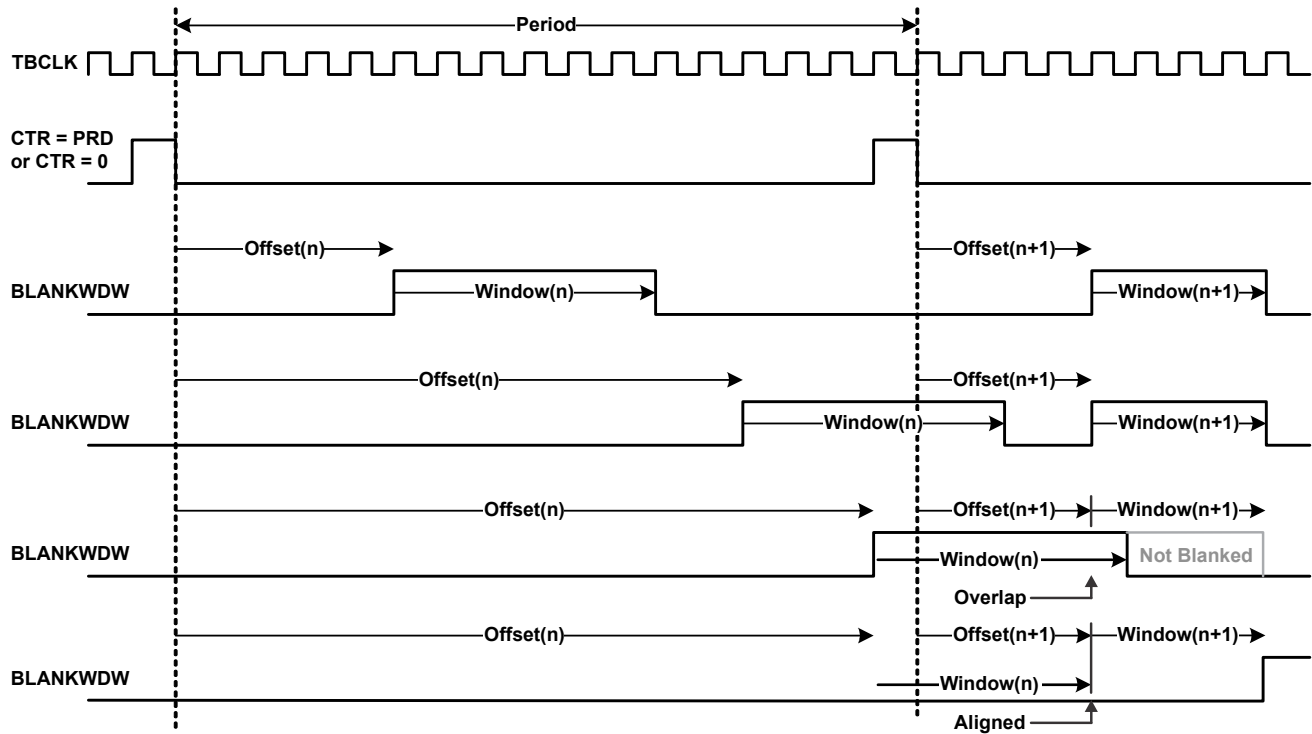 Period
TBCLK
CTR = PRD
or CTR = 0
Offset(n)
Offset(n+1)
BLANKWDW
Window(n)
Window(n+1)
Offset(n)
Offset(n+1)
BLANKWDW
Window(n)
Window(n+1)
Offset(n)
Offset(n+1)
Window(n+1)
BLANKWDW
Window(n)
Not Blanked
Overlap
Offset(n)
Offset(n+1)
Window(n+1)
BLANKWDW
Window(n)
Aligned